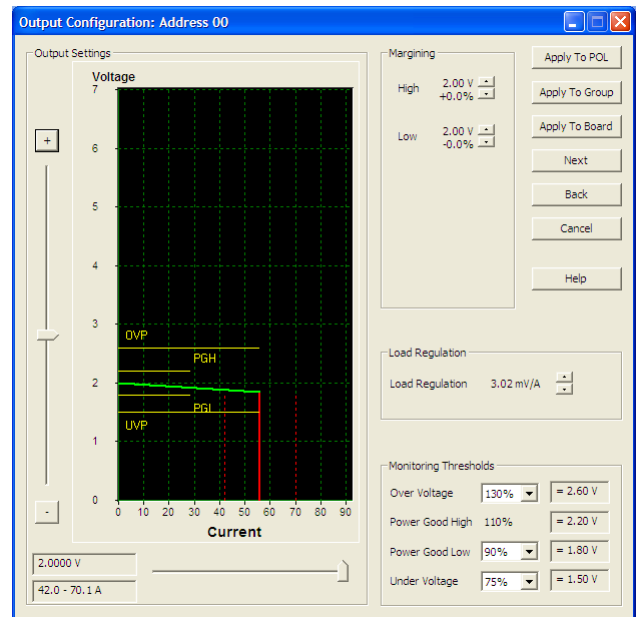 Output Configuration: Address 00
Output Settings
Voltage
7
6
5
4
3
2
1
0
OVP
PGH
PGL
UVP
0 10 20 30 40 50 60 70 80 90
Current
+
-
2.0000 V
42.0 - 70.1 A
Margining
High 2.00 V
+0.0%
Low 2.00 V
-0.0%
Apply To POL
Apply To Group
Apply To Board
Next
Back
Cancel
Help
Load Regulation
Load Regulation 3.02 mV/A
Monitoring Thresholds
Over Voltage 130% = 2.60 V
Power Good High 110% = 2.20 V
Power Good Low 90% = 1.80 V
Under Voltage 75% = 1.50 V